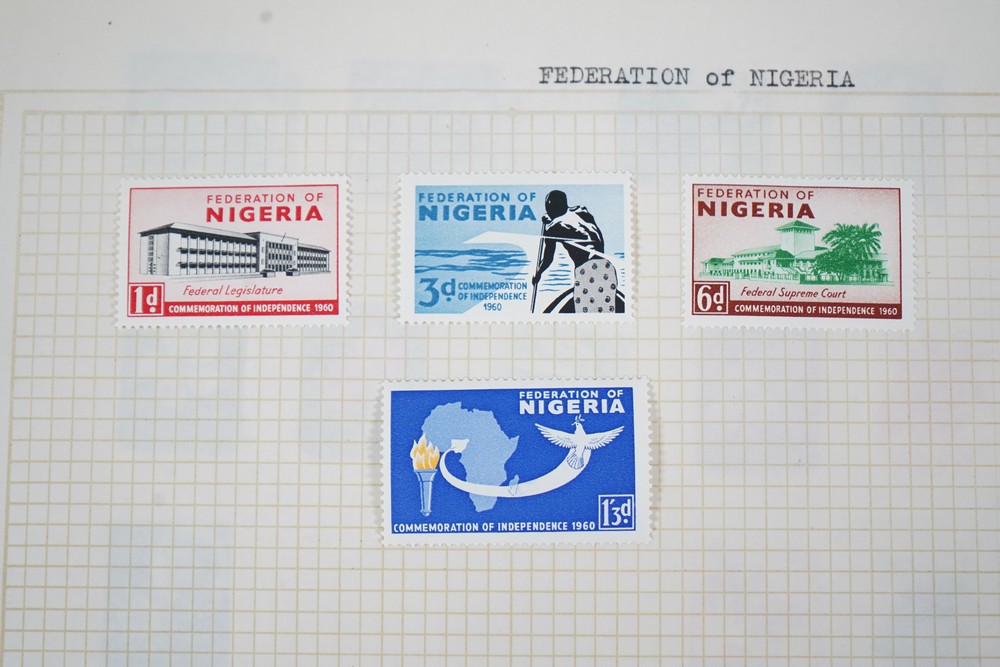 FEDERATION of NIGERIA
FEDERATION OF
NIGERIA
Federal Legislature
1d
COMMEMORATION OF INDEPENDENCE 1960
FEDERATION OF
NIGERIA
3d
COMMEMORATION
OF INDEPENDENCE
1960
FEDERATION OF
NIGERIA
Federal Supreme Court
6d
COMMEMORATION OF INDEPENDENCE 1960
FEDERATION OF
NIGERIA
COMMEMORATION OF INDEPENDENCE 1960
1'3d